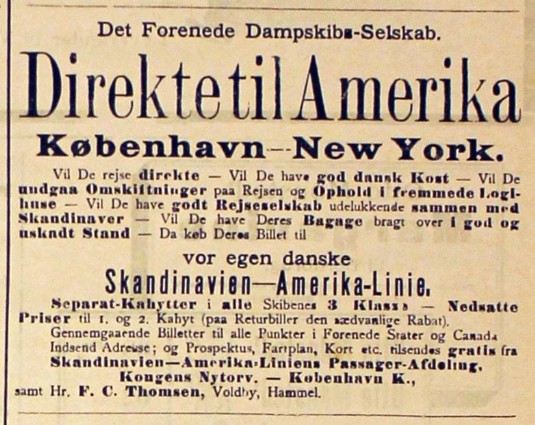 Det Forenede Dampskibs-Selskab.
Direkte til Amerika
København—New York.
Vil De rejse direkte — Vil De have god dansk Kost — Vil De
undgaa Omskiftninger paa Rejsen og Ophold i fremmede Logi-
huse — Vil De have godt Rejseselskab udelukkende sammen med
Skandinaver — Vil De have Deres Bagage bragt over i god og
uskadt Stand — Da køb Deres Billet til
vor egen danske
Skandinavien—Amerika-Linie.
Separat-Kahytter i alle Skibenes 3 Klasse — Nedsatte
Priser til 1. og 2. Kahyt (paa Returbiller den sædvanlige Rabat).
Gennemgaaende Billetter til alle Punkter i Forenede Stater og Canada
Indsend Adresse; og Prospektus, Fartplan, Kort etc. tilsendes gratis fra
Skandinavien—Amerika-Liniens Passager-Afdeling,
Kongens Nytorv. — København K.,
samt Hr. F. C. Thomsen, Voldby, Hammel.